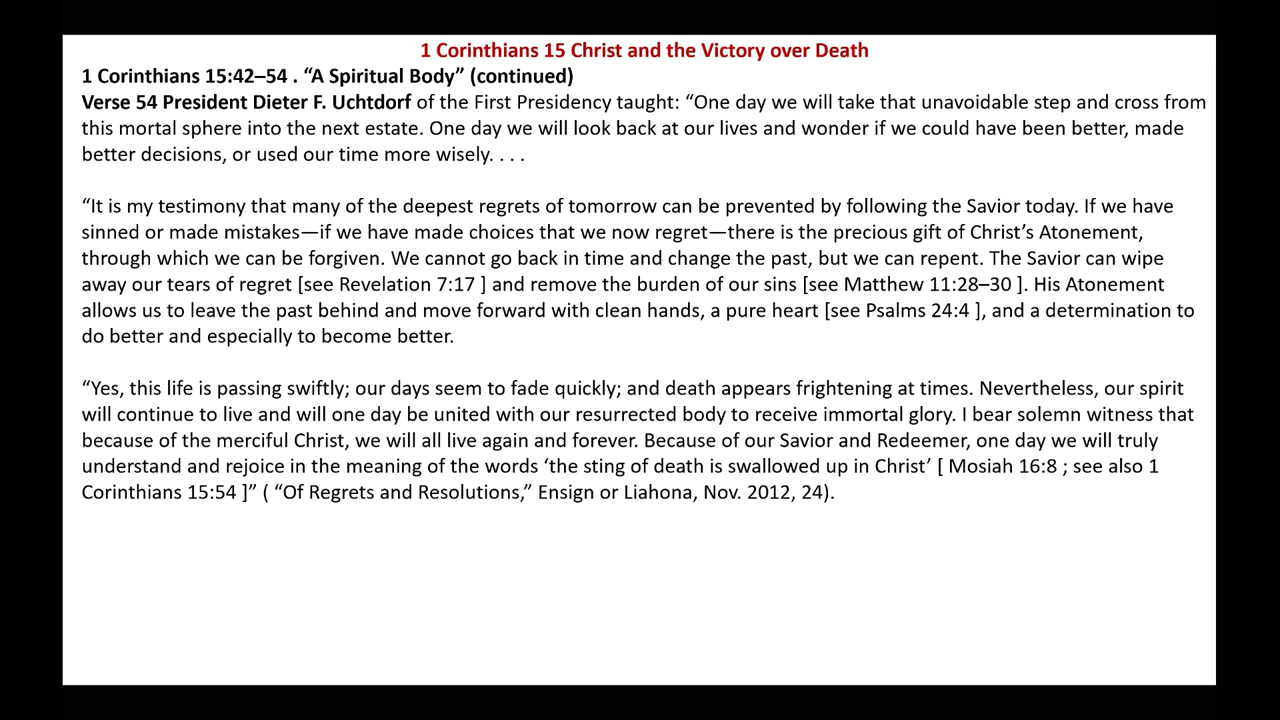 1 Corinthians 15 Christ and the Victory over Death
1 Corinthians 15:42–54 . “A Spiritual Body” (continued)
Verse 54 President Dieter F. Uchtdorf of the First Presidency taught: “One day we will take that unavoidable step and cross from
this mortal sphere into the next estate. One day we will look back at our lives and wonder if we could have been better, made
better decisions, or used our time more wisely. . . .
“It is my testimony that many of the deepest regrets of tomorrow can be prevented by following the Savior today. If we have
sinned or made mistakes—if we have made choices that we now regret—there is the precious gift of Christ’s Atonement,
through which we can be forgiven. We cannot go back in time and change the past, but we can repent. The Savior can wipe
away our tears of regret [see Revelation 7:17 ] and remove the burden of our sins [see Matthew 11:28–30 ]. His Atonement
allows us to leave the past behind and move forward with clean hands, a pure heart [see Psalms 24:4 ], and a determination to
do better and especially to become better.
“Yes, this life is passing swiftly; our days seem to fade quickly; and death appears frightening at times. Nevertheless, our spirit
will continue to live and will one day be united with our resurrected body to receive immortal glory. I bear solemn witness that
because of the merciful Christ, we will all live again and forever. Because of our Savior and Redeemer, one day we will truly
understand and rejoice in the meaning of the words ‘the sting of death is swallowed up in Christ’ [ Mosiah 16:8 ; see also 1
Corinthians 15:54 ]” ( “Of Regrets and Resolutions,” Ensign or Liahona, Nov. 2012, 24).